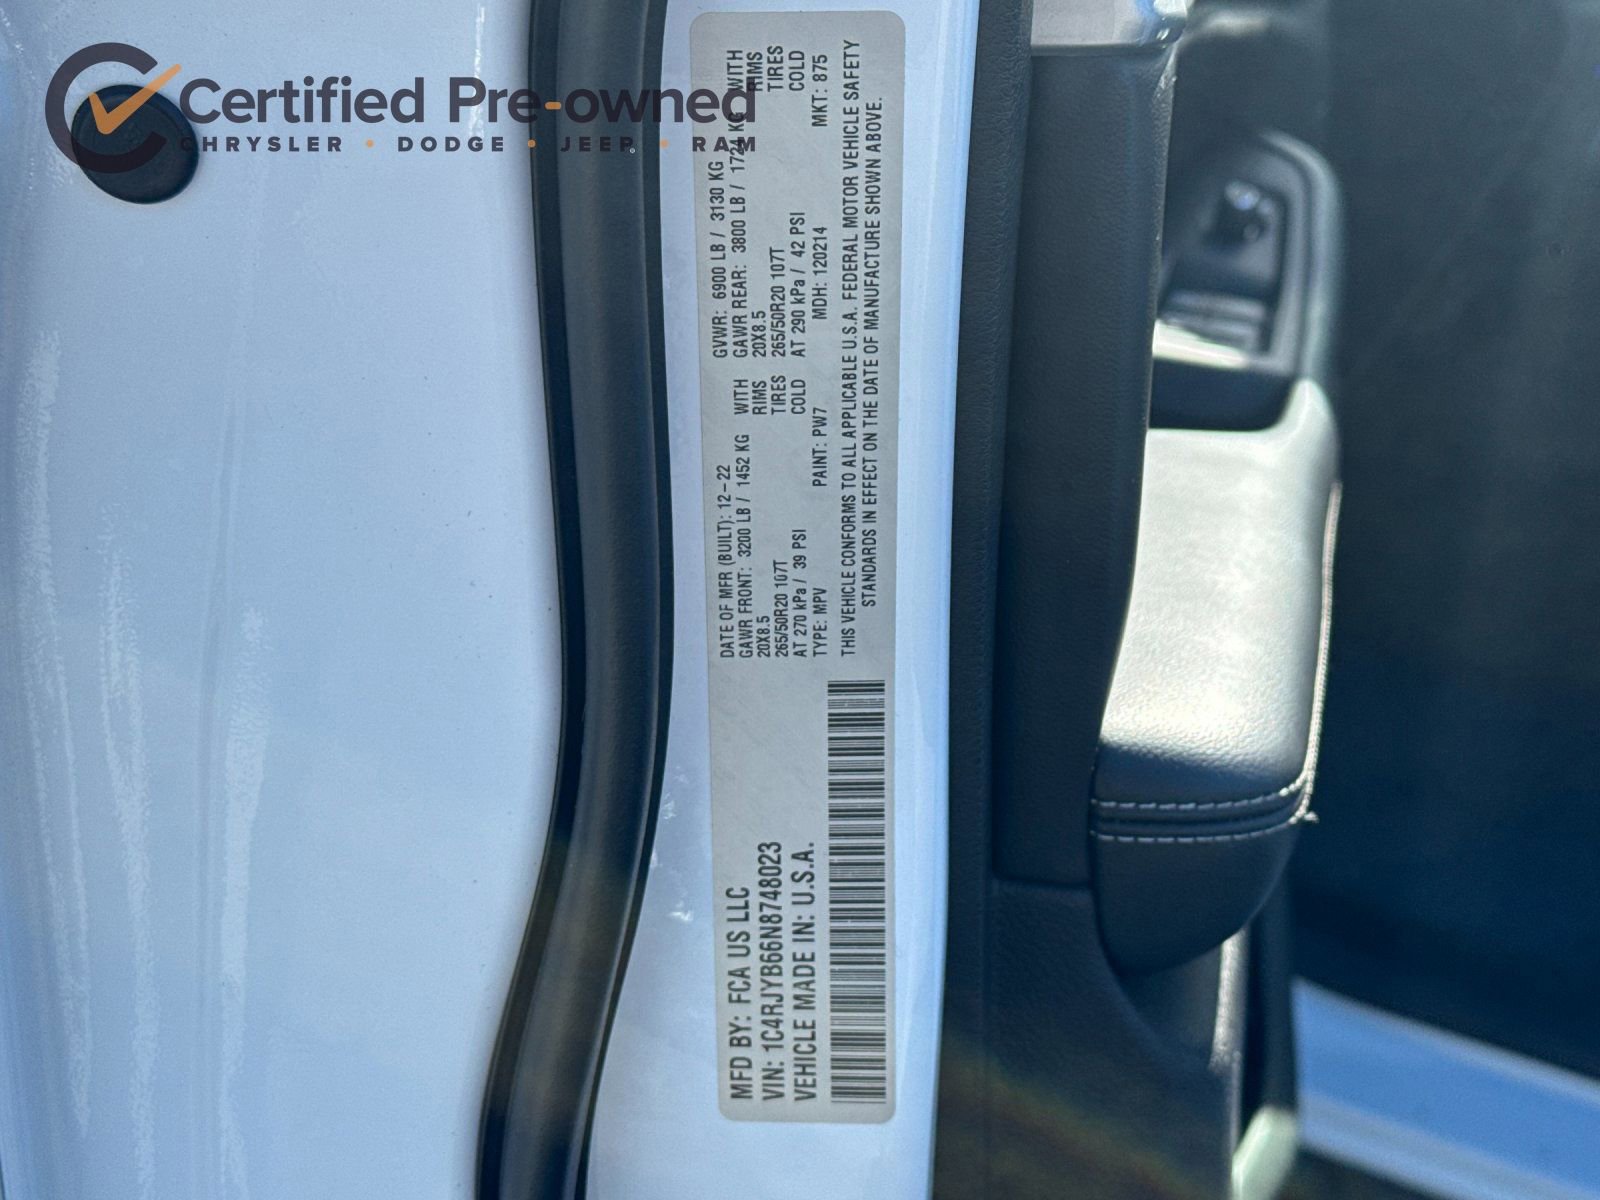 Certified Pre-owned
CHRYSLER • DODGE • JEEP • RAM
MFD BY: FCA US LLC
VIN: 1C4RJYB66N8748023
VEHICLE MADE IN: U.S.A.
DATE OF MFR (BUILT): 12-22 GVWR: 6900 LB / 3130 KG
GAWR FRONT: 3200 LB / 1452 KG WITH GAWR REAR: 3800 LB / 1724 KG WITH
20X8.5 RIMS 20X8.5 RIMS
265/50R20 107T TIRES 265/50R20 107T TIRES
AT 270 kPa / 39 PSI COLD AT 290 kPa / 42 PSI COLD
TYPE: MPV PAINT: PW7 MDH: 120214 MKT: 875
THIS VEHICLE CONFORMS TO ALL APPLICABLE U.S.A. FEDERAL MOTOR VEHICLE SAFETY
STANDARDS IN EFFECT ON THE DATE OF MANUFACTURE SHOWN ABOVE.